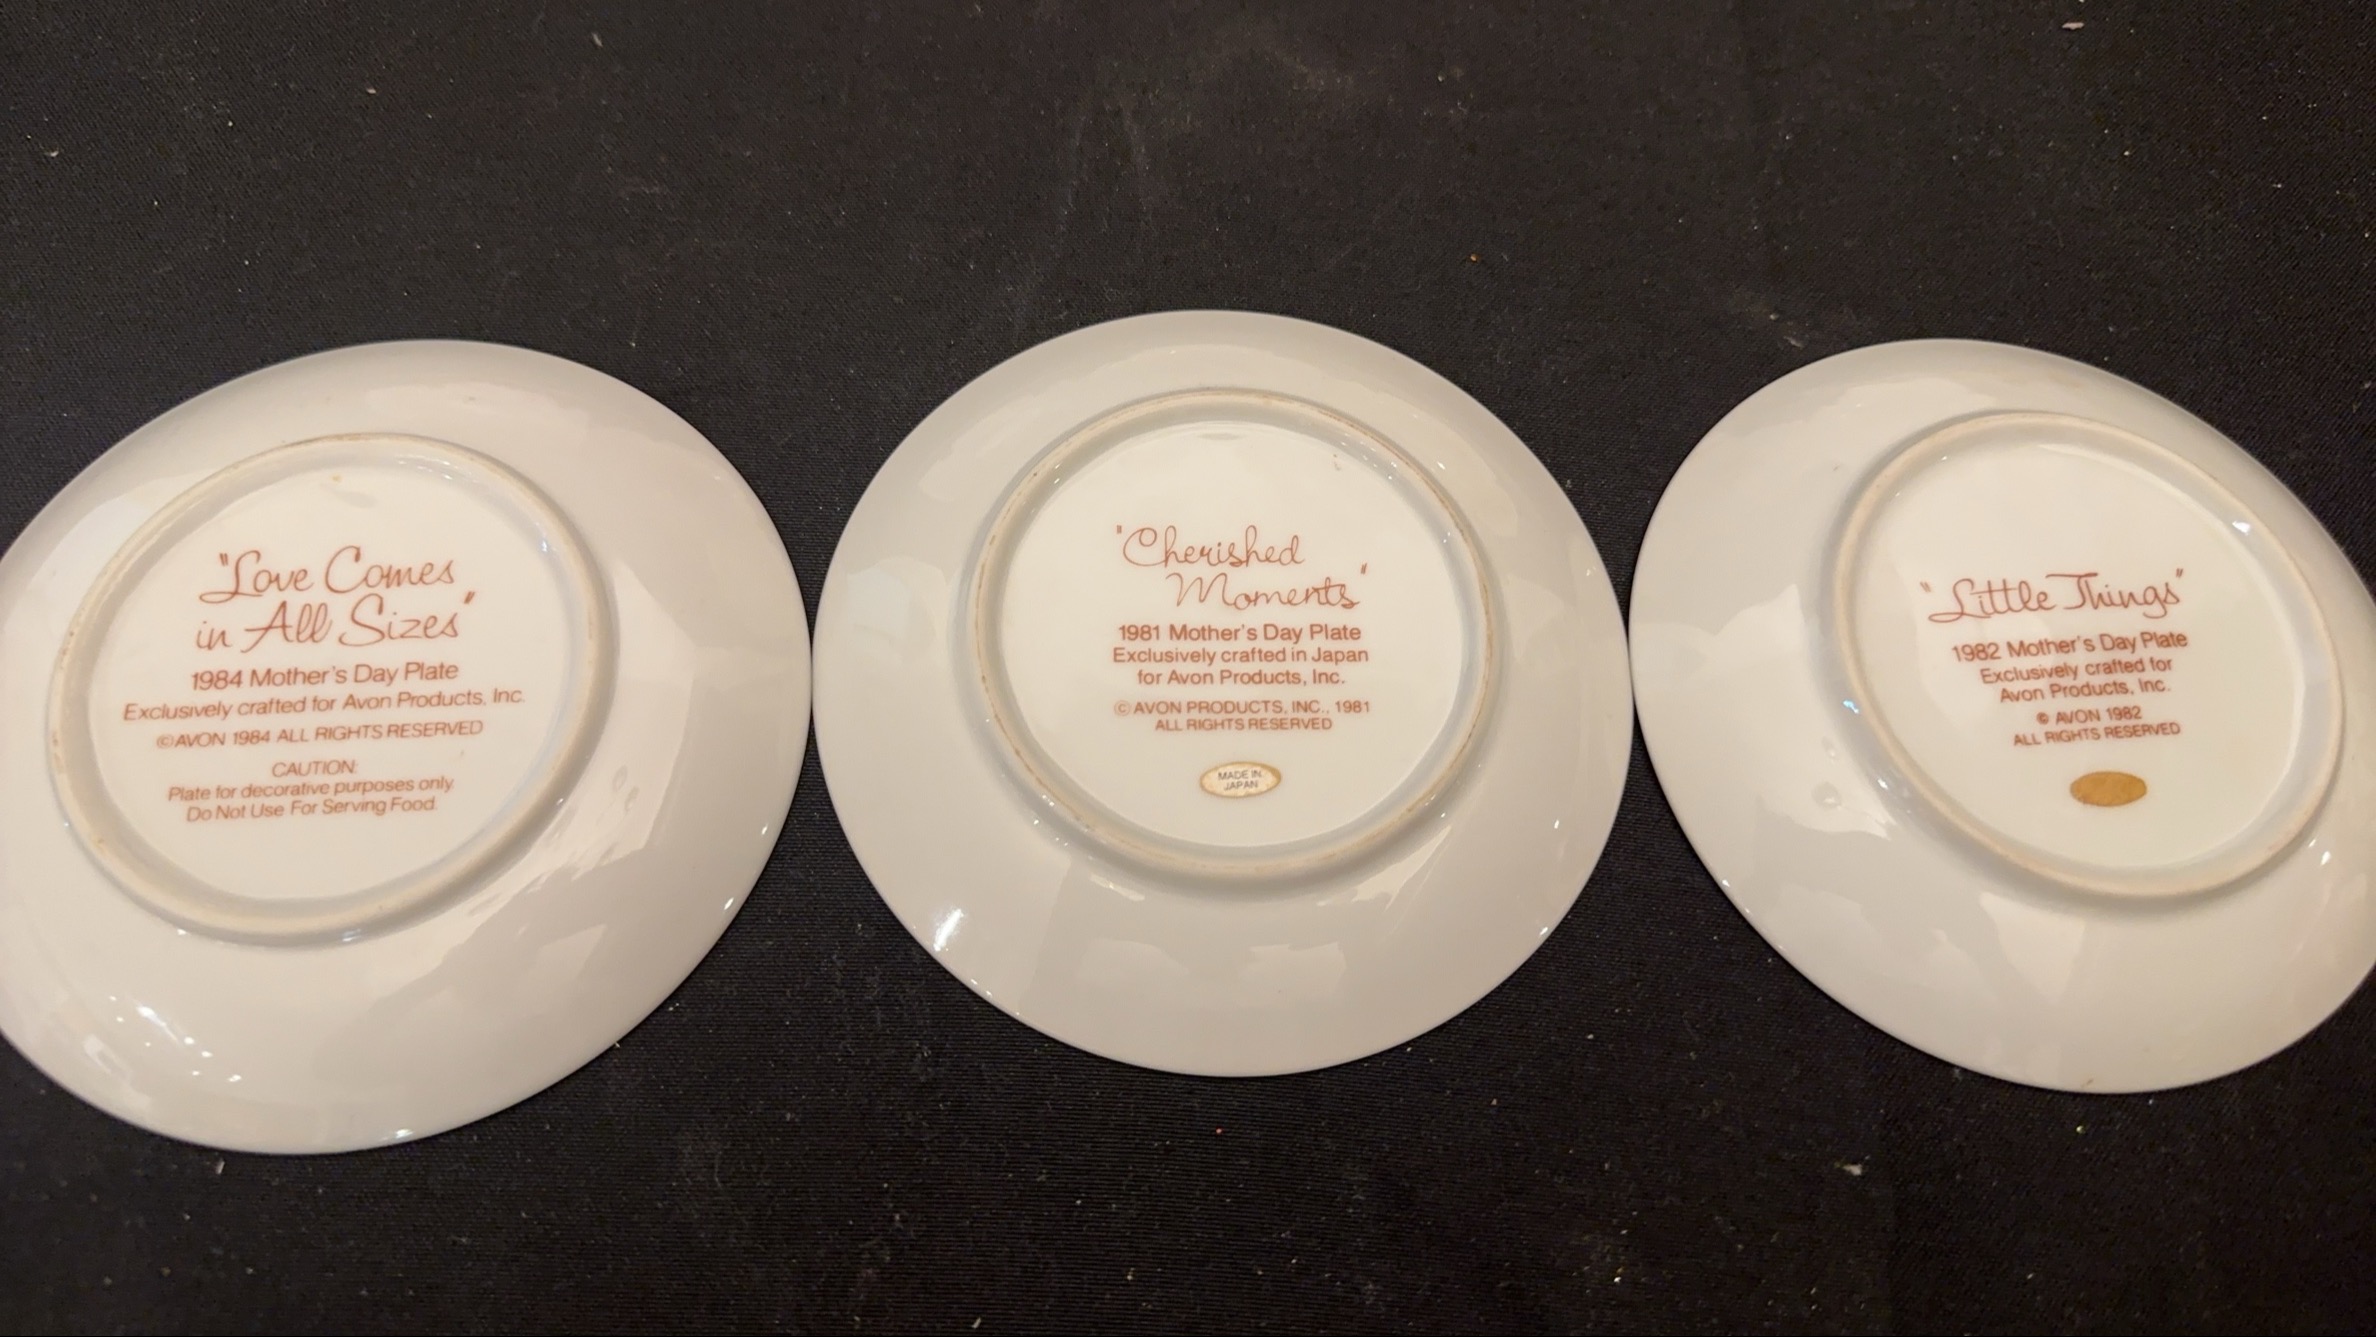 "Love Comes
in All Sizes"
1984 Mother's Day Plate
Exclusively crafted for Avon Products, Inc.
©AVON 1984 ALL RIGHTS RESERVED
CAUTION:
Plate for decorative purposes only.
Do Not Use For Serving Food.
"Cherished
Moments"
1981 Mother's Day Plate
Exclusively crafted in Japan
for Avon Products, Inc.
© AVON PRODUCTS, INC., 1981
ALL RIGHTS RESERVED
MADE IN
JAPAN
"Little Things"
1982 Mother's Day Plate
Exclusively crafted for
Avon Products, Inc.
© AVON 1982
ALL RIGHTS RESERVED